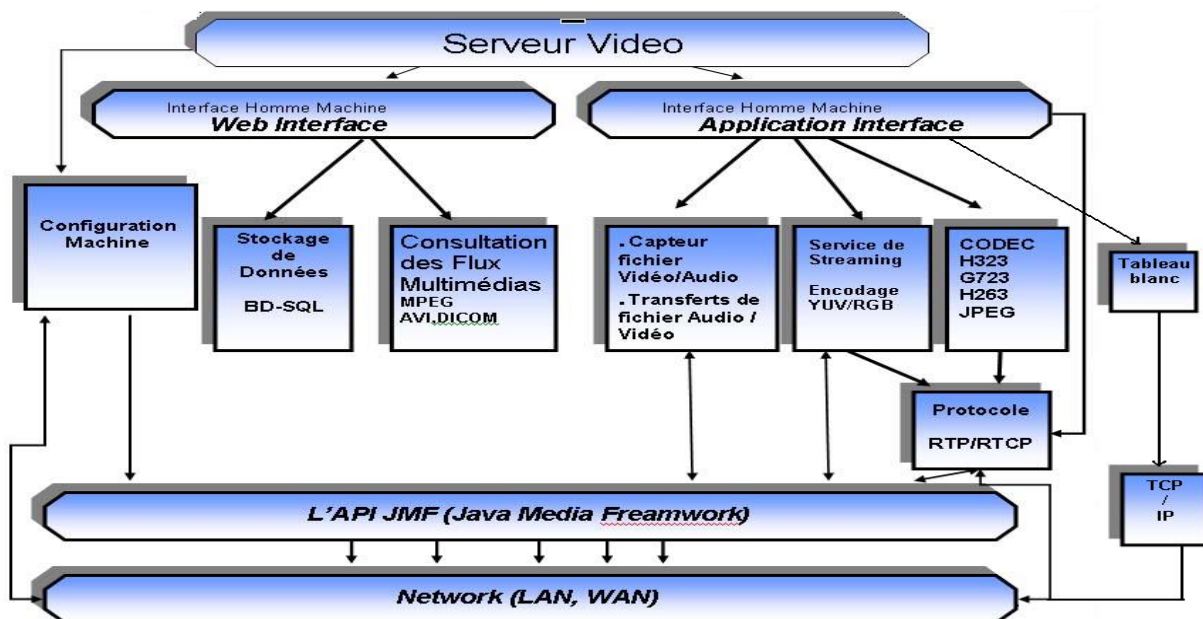 Serveur Video
Interface Homme Machine
Web Interface
Interface Homme Machine
Application Interface
Configuration
Machine
Stockage
de
Données
BD-SQL
Consultation
des Flux
Multimédias
MPEG
AVI,DICOM
.Capteur
fichier
Vidéo/Audio
.Transferts de
fichier Audio /
Vidéo
Service de
Streaming
Encodage
YUV/RGB
CODEC
H323
G723
H263
JPEG
Tableau
blanc
Protocole
RTP/RTCP
TCP
/
IP
L'API JMF (Java Media Freamwork)
Network (LAN, WAN)